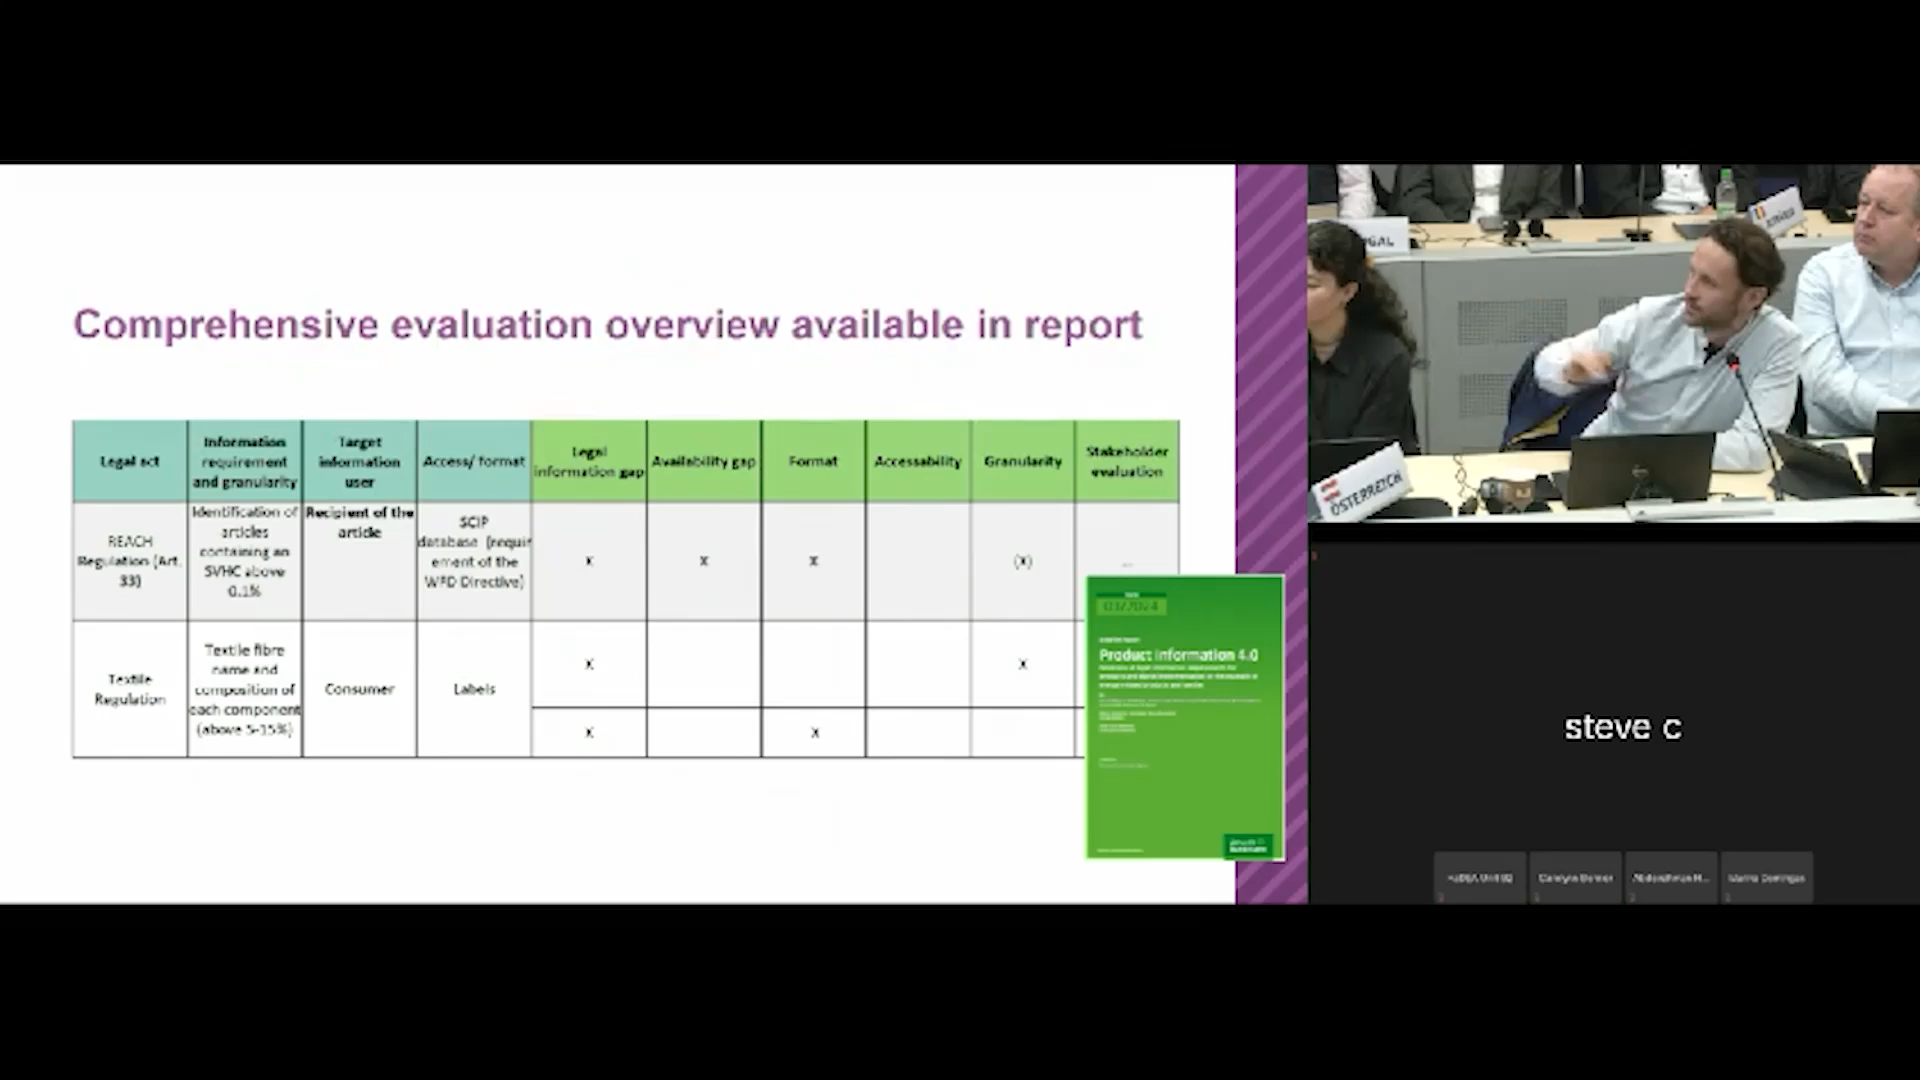 Comprehensive evaluation overview available in report
Legal act
Information
requirement
and granularity
Target
information
user
Access/ format
Legal
information gap
Availability gap
Format
Accessability
Granularity
Stakeholder
evaluation
REACH
Regulation (Art.
33)
Identification of
articles
containing an
SVHC above
0.1%
Recipient of the
article
SCIP
database (requir
ement of the
WFD Directive)
x
x
x
(x)
...
Textile
Regulation
Textile fibre
name and
composition of
each component
(above 5-15%)
Consumer
Labels
x
x
x
x
03/2024
Product information 4.0
GAL
ÖSTERREICH
steve c